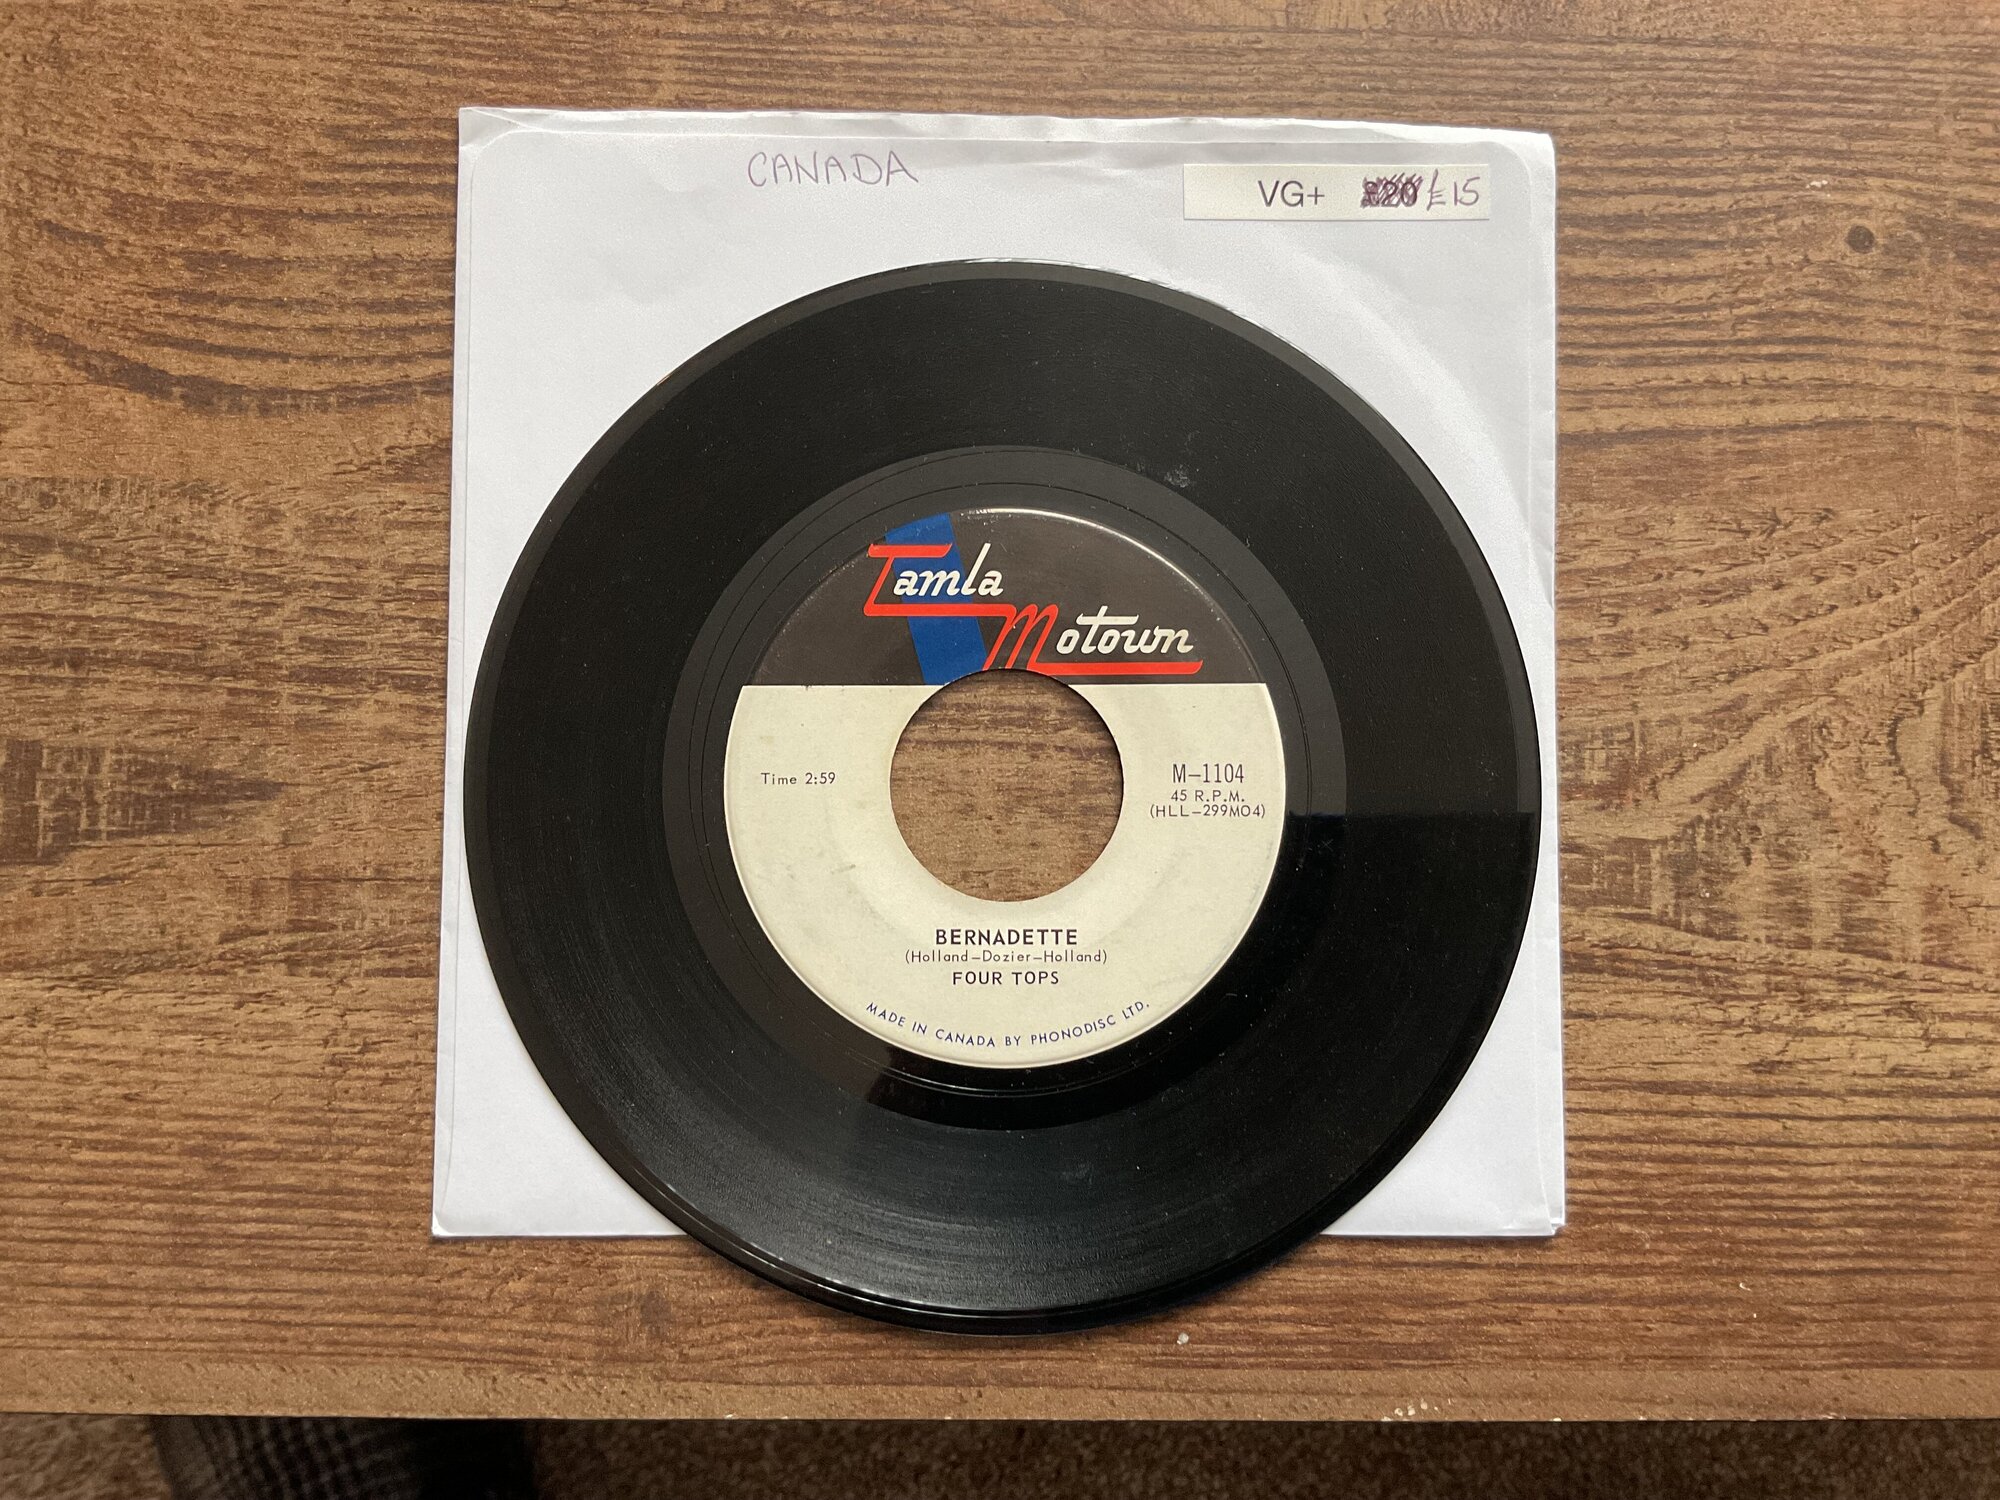 CANADA
VG+ £20 £15
Tamla
Motown
Time 2:59
M-1104
45 R.P.M.
(HLL-299MO4)
BERNADETTE
(Holland-Dozier-Holland)
FOUR TOPS
MADE IN CANADA BY PHONODISC LTD.